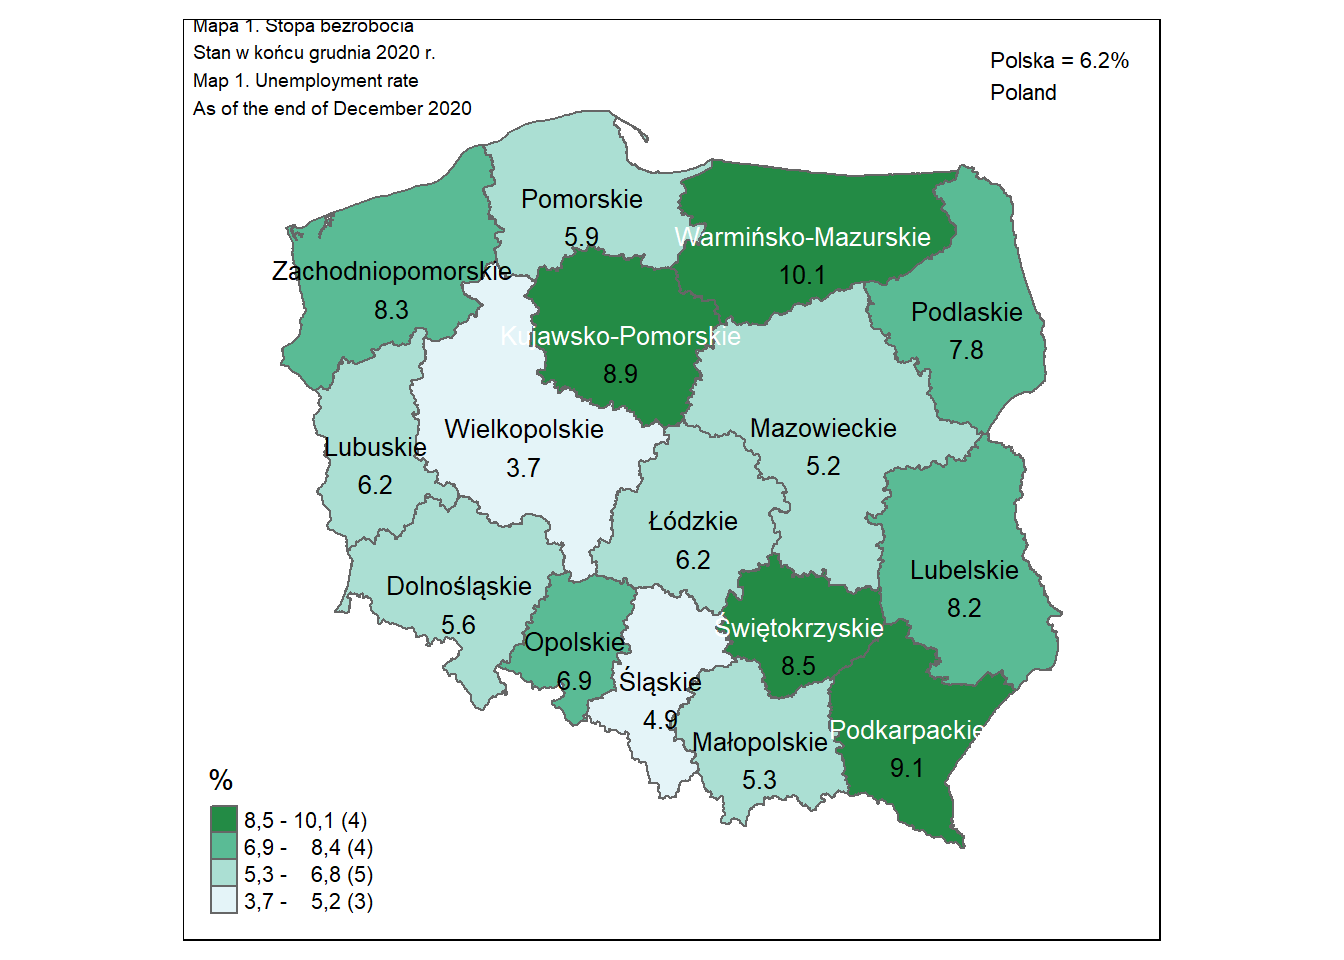 Mapa 1. Stopa bezrobocia
Stan w końcu grudnia 2020 r.
Map 1. Unemployment rate
As of the end of December 2020
Polska = 6.2%
Poland
Pomorskie
5.9
Warmińsko-Mazurskie
10.1
Zachodniopomorskie
8.3
Podlaskie
7.8
Kujawsko-Pomorskie
8.9
Wielkopolskie
3.7
Mazowieckie
5.2
Lubuskie
6.2
Łódzkie
6.2
Lubelskie
8.2
Dolnośląskie
5.6
Świętokrzyskie
8.5
Opolskie
6.9
Śląskie
4.9
Małopolskie
5.3
Podkarpackie
9.1
%
8,5 - 10,1 (4)
6,9 - 8,4 (4)
5,3 - 6,8 (5)
3,7 - 5,2 (3)